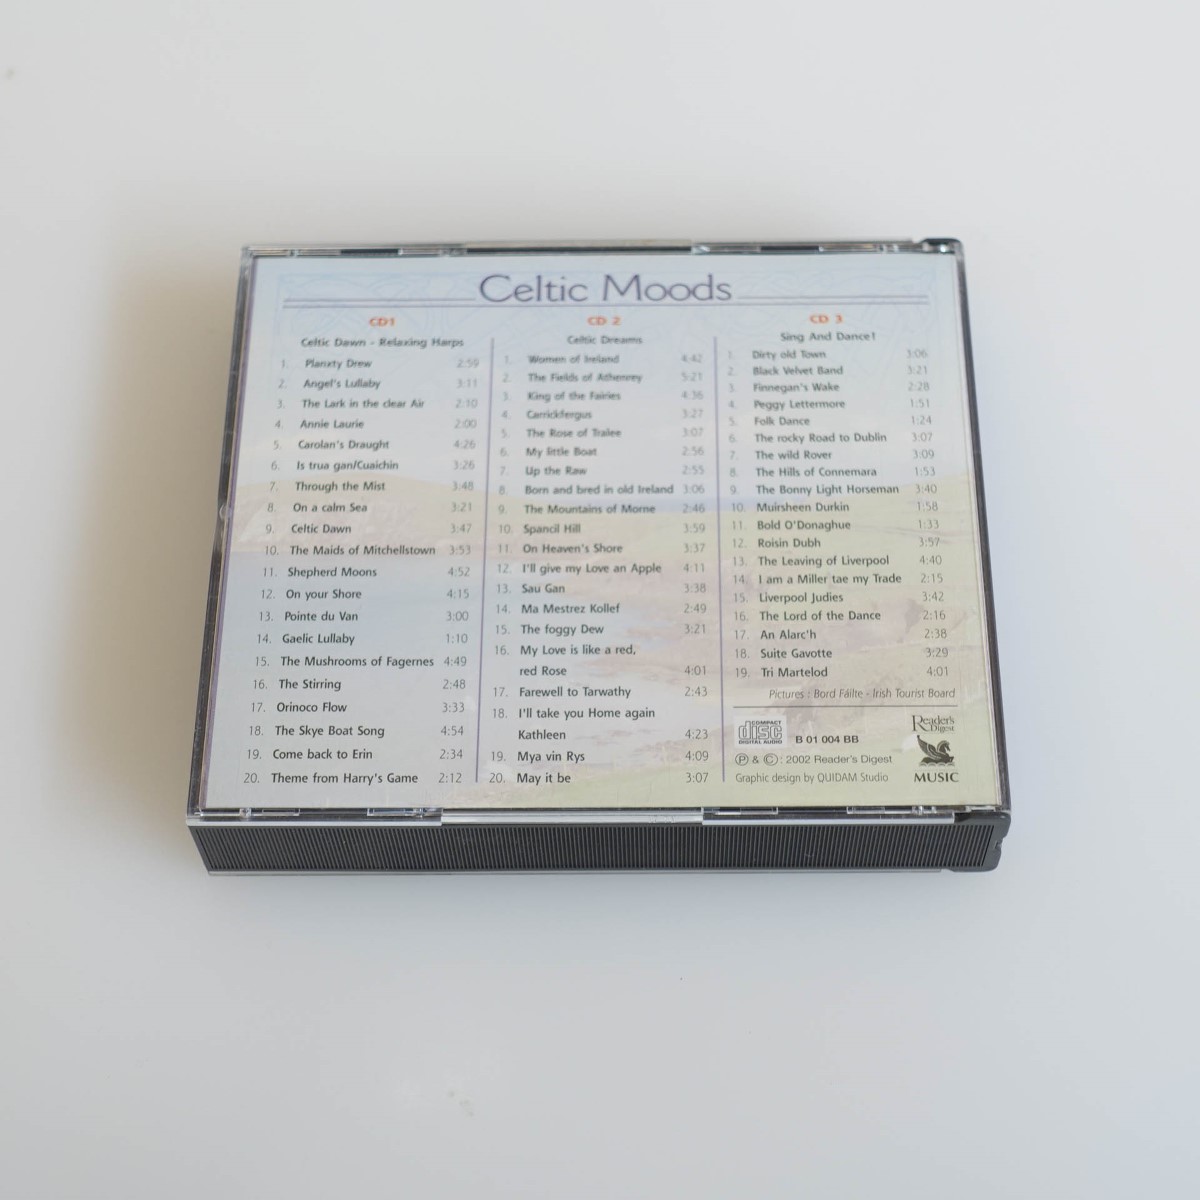 Celtic Moods
CD1
Celtic Dawn - Relaxing Harps
1. Planxty Drew 2:59
2. Angel's Lullaby 3:11
3. The Lark in the clear Air 2:10
4. Annie Laurie 2:00
5. Carolan's Draught 4:26
6. Is trua gan/Cuaichin 3:26
7. Through the Mist 3:48
8. On a calm Sea 3:21
9. Celtic Dawn 3:47
10. The Maids of Mitchellstown 3:53
11. Shepherd Moons 4:52
12. On your Shore 4:15
13. Pointe du Van 3:00
14. Gaelic Lullaby 1:10
15. The Mushrooms of Fagernes 4:49
16. The Stirring 2:48
17. Orinoco Flow 3:33
18. The Skye Boat Song 4:54
19. Come back to Erin 2:34
20. Theme from Harry's Game 2:12
CD 2
Celtic Dreams
1. Women of Ireland 4:42
2. The Fields of Athenrey 5:21
3. King of the Fairies 4:36
4. Carrickfergus 3:27
5. The Rose of Tralee 3:07
6. My little Boat 2:56
7. Up the Raw 2:55
8. Born and bred in old Ireland 3:06
9. The Mountains of Morne 2:46
10. Spancil Hill 3:59
11. On Heaven's Shore 3:37
12. I'll give my Love an Apple 4:11
13. Sau Gan 3:38
14. Ma Mestrez Kollef 2:49
15. The foggy Dew 3:21
16. My Love is like a red,
red Rose 4:01
17. Farewell to Tarwathy 2:43
18. I'll take you Home again
Kathleen 4:23
19. Mya vin Rys 4:09
20. May it be 3:07
CD 3
Sing And Dance!
1. Dirty old Town 3:06
2. Black Velvet Band 3:21
3. Finnegan's Wake 2:28
4. Peggy Lettermore 1:51
5. Folk Dance 1:24
6. The rocky Road to Dublin 3:07
7. The wild Rover 3:09
8. The Hills of Connemara 1:53
9. The Bonny Light Horseman 3:40
10. Muirsheen Durkin 1:58
11. Bold O'Donaghue 1:33
12. Roisin Dubh 3:57
13. The Leaving of Liverpool 4:40
14. I am a Miller tae my Trade 2:15
15. Liverpool Judies 3:42
16. The Lord of the Dance 2:16
17. An Alarc'h 2:38
18. Suite Gavotte 3:29
19. Tri Martelod 4:01
Pictures : Bord Fáilte - Irish Tourist Board
COMPACT
disc
DIGITAL AUDIO
B 01 004 BB
Ⓟ & Ⓒ : 2002 Reader's Digest
Graphic design by QUIDAM Studio
Reader's
Digest
MUSIC